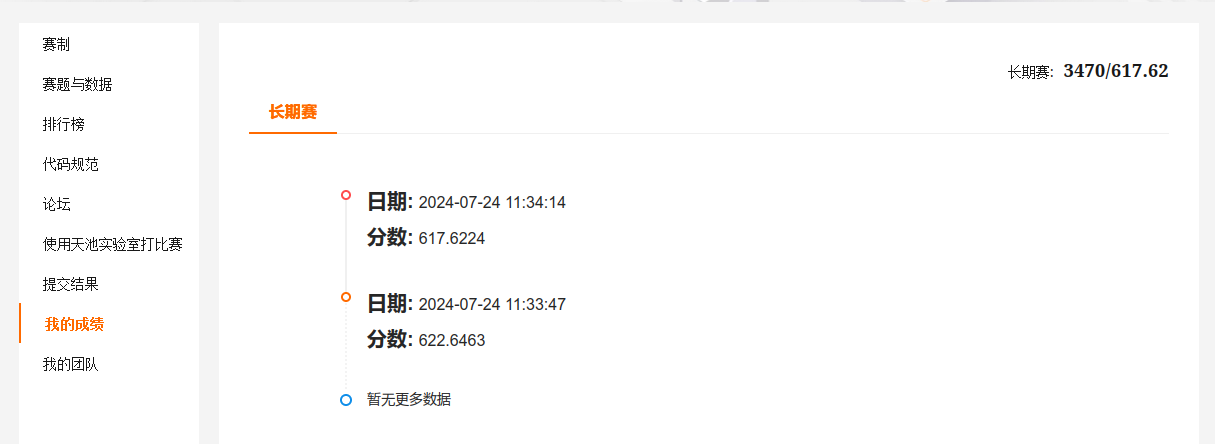 赛制
赛题与数据
排行榜
代码规范
论坛
使用天池实验室打比赛
提交结果
我的成绩
我的团队
长期赛: 3470/617.62
长期赛
日期: 2024-07-24 11:34:14
分数: 617.6224
日期: 2024-07-24 11:33:47
分数: 622.6463
暂无更多数据